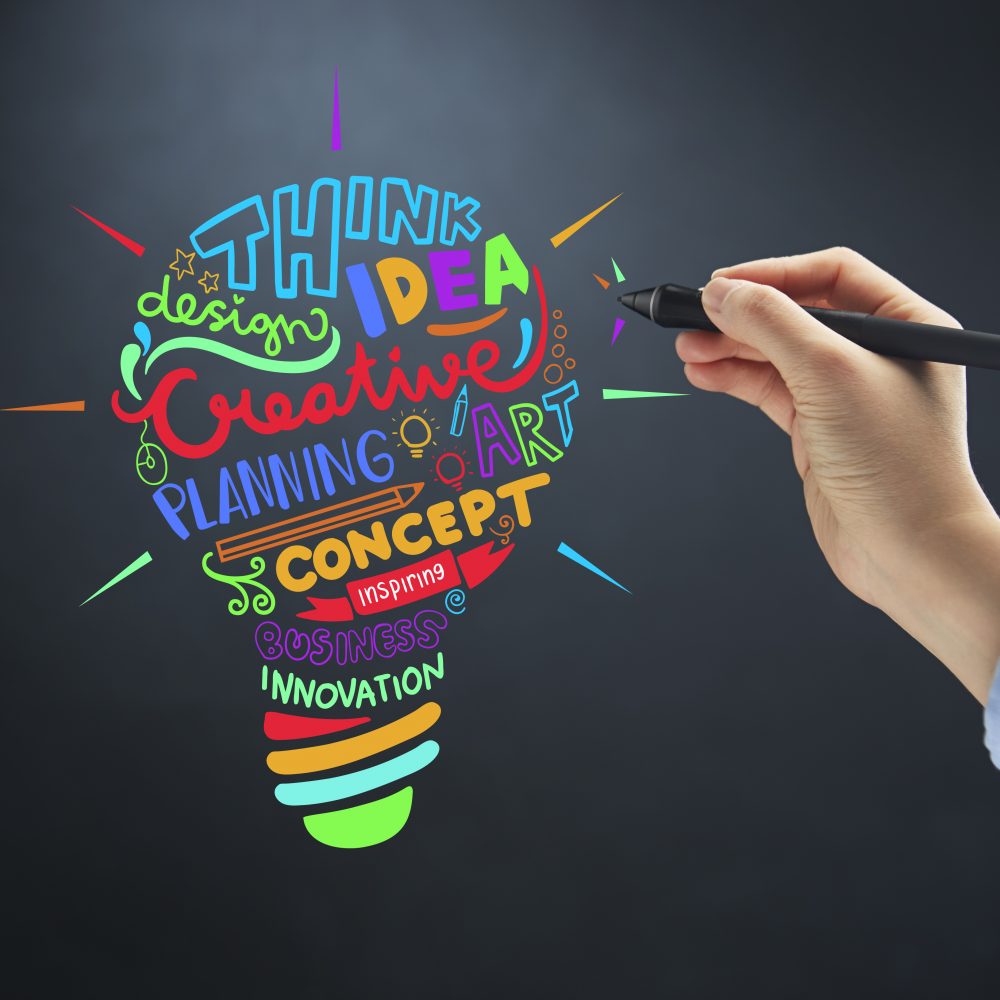 THINK
IDEA
design
Creative
PLANNING
ART
CONCEPT
inspiring
BUSINESS
INNOVATION